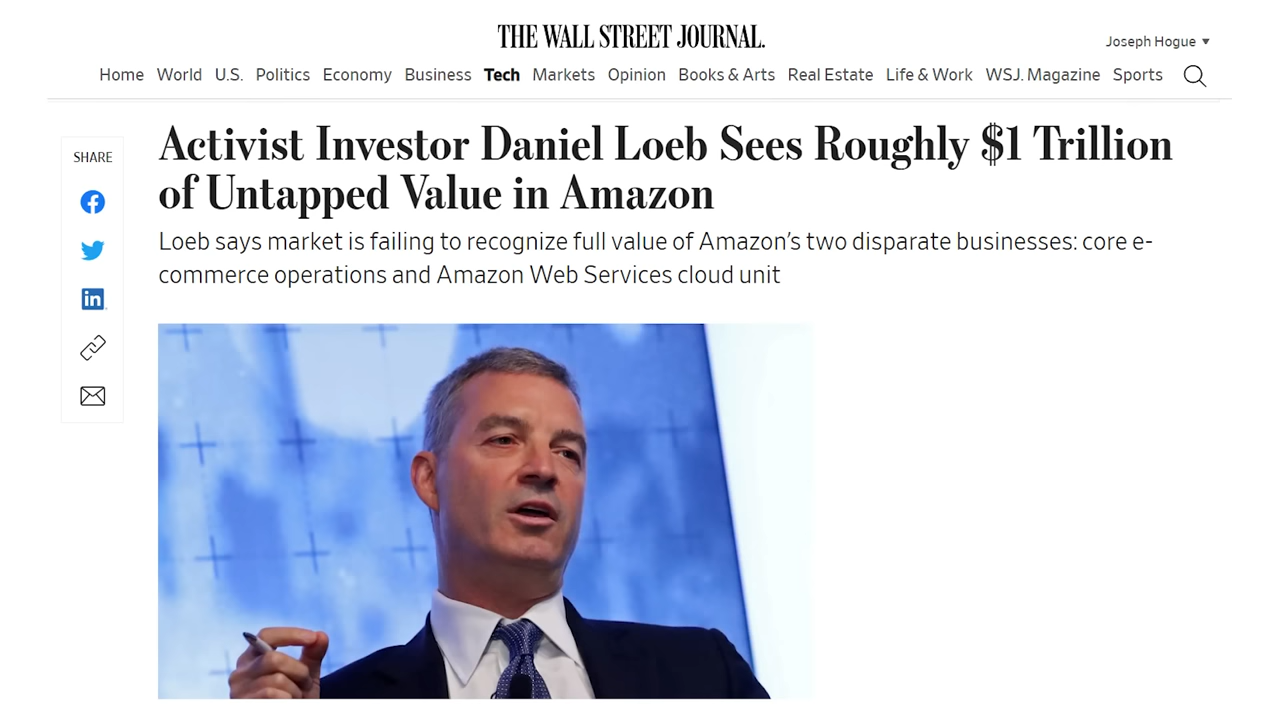 THE WALL STREET JOURNAL.
Joseph Hogue ▼
Home World U.S. Politics Economy Business Tech Markets Opinion Books & Arts Real Estate Life & Work WSJ. Magazine Sports
SHARE
Activist Investor Daniel Loeb Sees Roughly $1 Trillion
of Untapped Value in Amazon
Loeb says market is failing to recognize full value of Amazon’s two disparate businesses: core e-
commerce operations and Amazon Web Services cloud unit